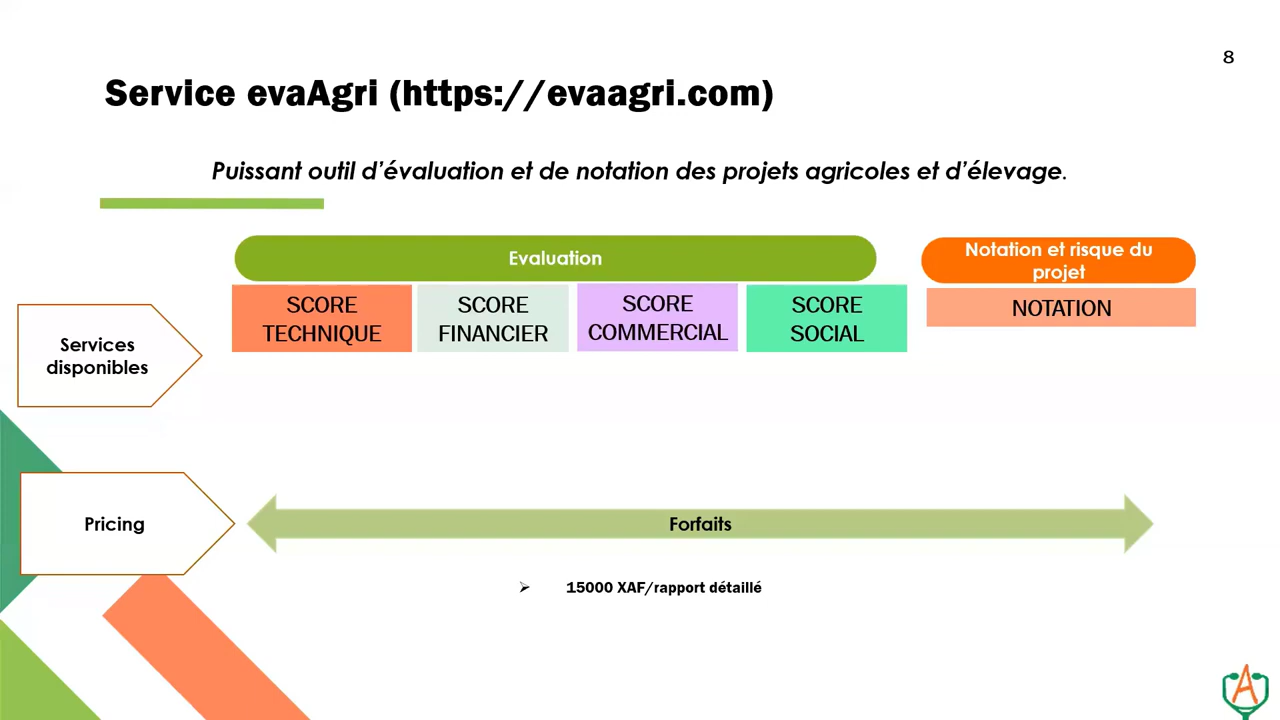 8
Service evaAgri (https://evaagri.com)
Puissant outil d’évaluation et de notation des projets agricoles et d’élevage.
Evaluation
Notation et risque du
projet
SCORE
TECHNIQUE
SCORE
FINANCIER
SCORE
COMMERCIAL
SCORE
SOCIAL
NOTATION
Services
disponibles
Pricing
Forfaits
➢ 15000 XAF/rapport détaillé